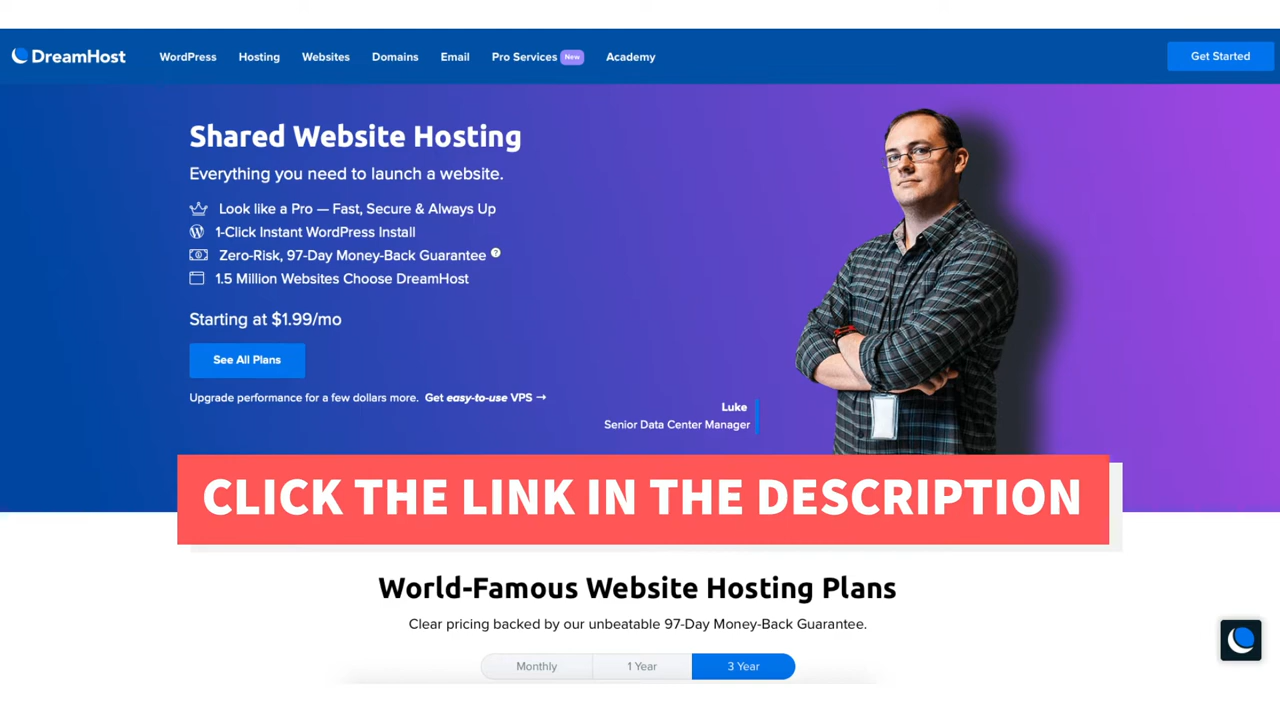 DreamHost
WordPress
Hosting
Websites
Domains
Email
Pro Services New
Academy
Get Started
Shared Website Hosting
Everything you need to launch a website.
Look like a Pro — Fast, Secure & Always Up
1-Click Instant WordPress Install
Zero-Risk, 97-Day Money-Back Guarantee ?
1.5 Million Websites Choose DreamHost
Starting at $1.99/mo
See All Plans
Upgrade performance for a few dollars more. Get easy-to-use VPS →
Luke
Senior Data Center Manager
CLICK THE LINK IN THE DESCRIPTION
World-Famous Website Hosting Plans
Clear pricing backed by our unbeatable 97-Day Money-Back Guarantee.
Monthly
1 Year
3 Year